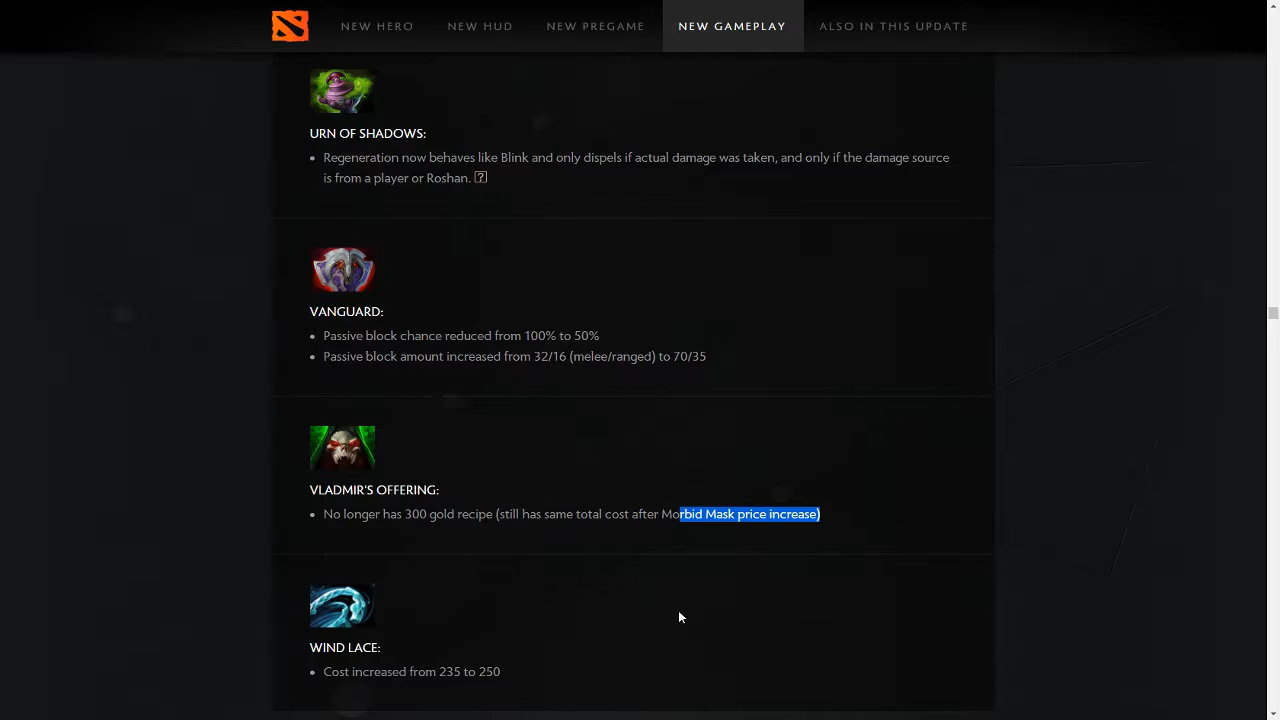 NEW HERO NEW HUD NEW PREGAME NEW GAMEPLAY ALSO IN THIS UPDATE
URN OF SHADOWS:
• Regeneration now behaves like Blink and only dispels if actual damage was taken, and only if the damage source
is from a player or Roshan. [?]
VANGUARD:
• Passive block chance reduced from 100% to 50%
• Passive block amount increased from 32/16 (melee/ranged) to 70/35
VLADMIR'S OFFERING:
• No longer has 300 gold recipe (still has same total cost after Morbid Mask price increase)
WIND LACE:
• Cost increased from 235 to 250